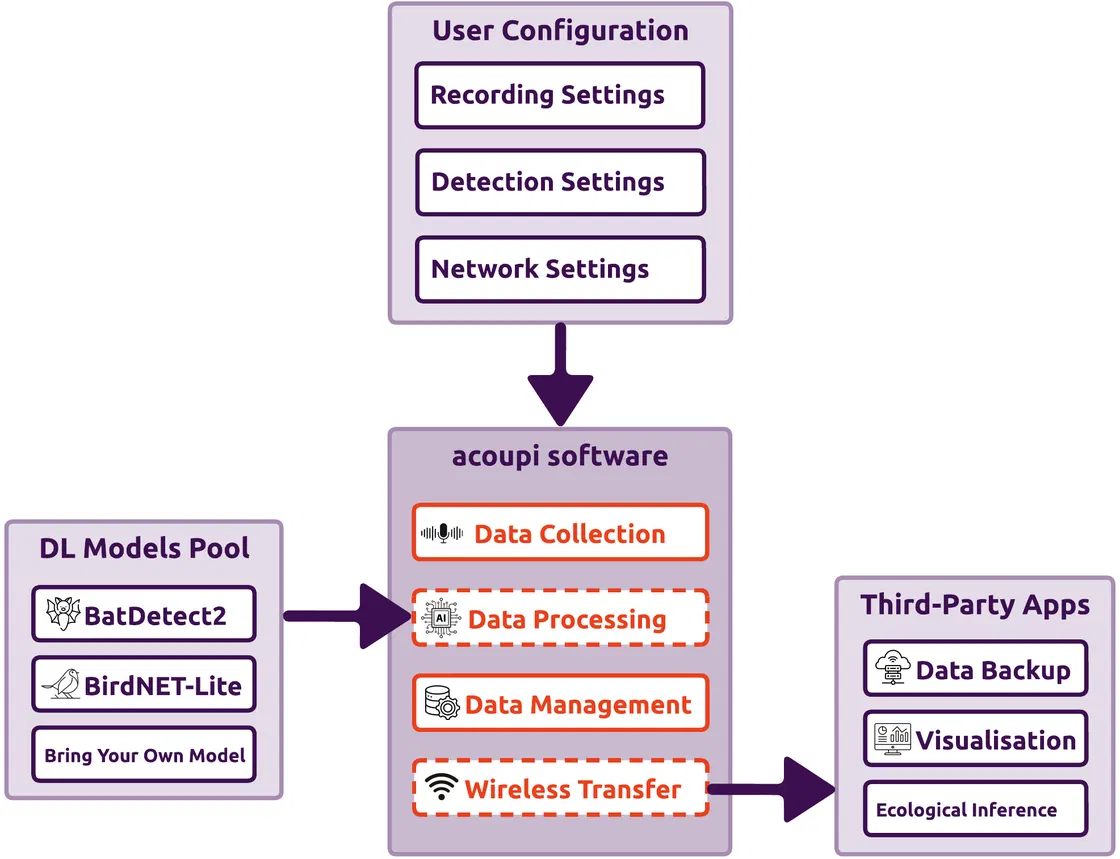 User Configuration
Recording Settings
Detection Settings
Network Settings
acoupi software
Data Collection
AI
Data Processing
Data Management
Wireless Transfer
DL Models Pool
BatDetect2
BirdNET-Lite
Bring Your Own Model
Third-Party Apps
Data Backup
Visualisation
Ecological Inference